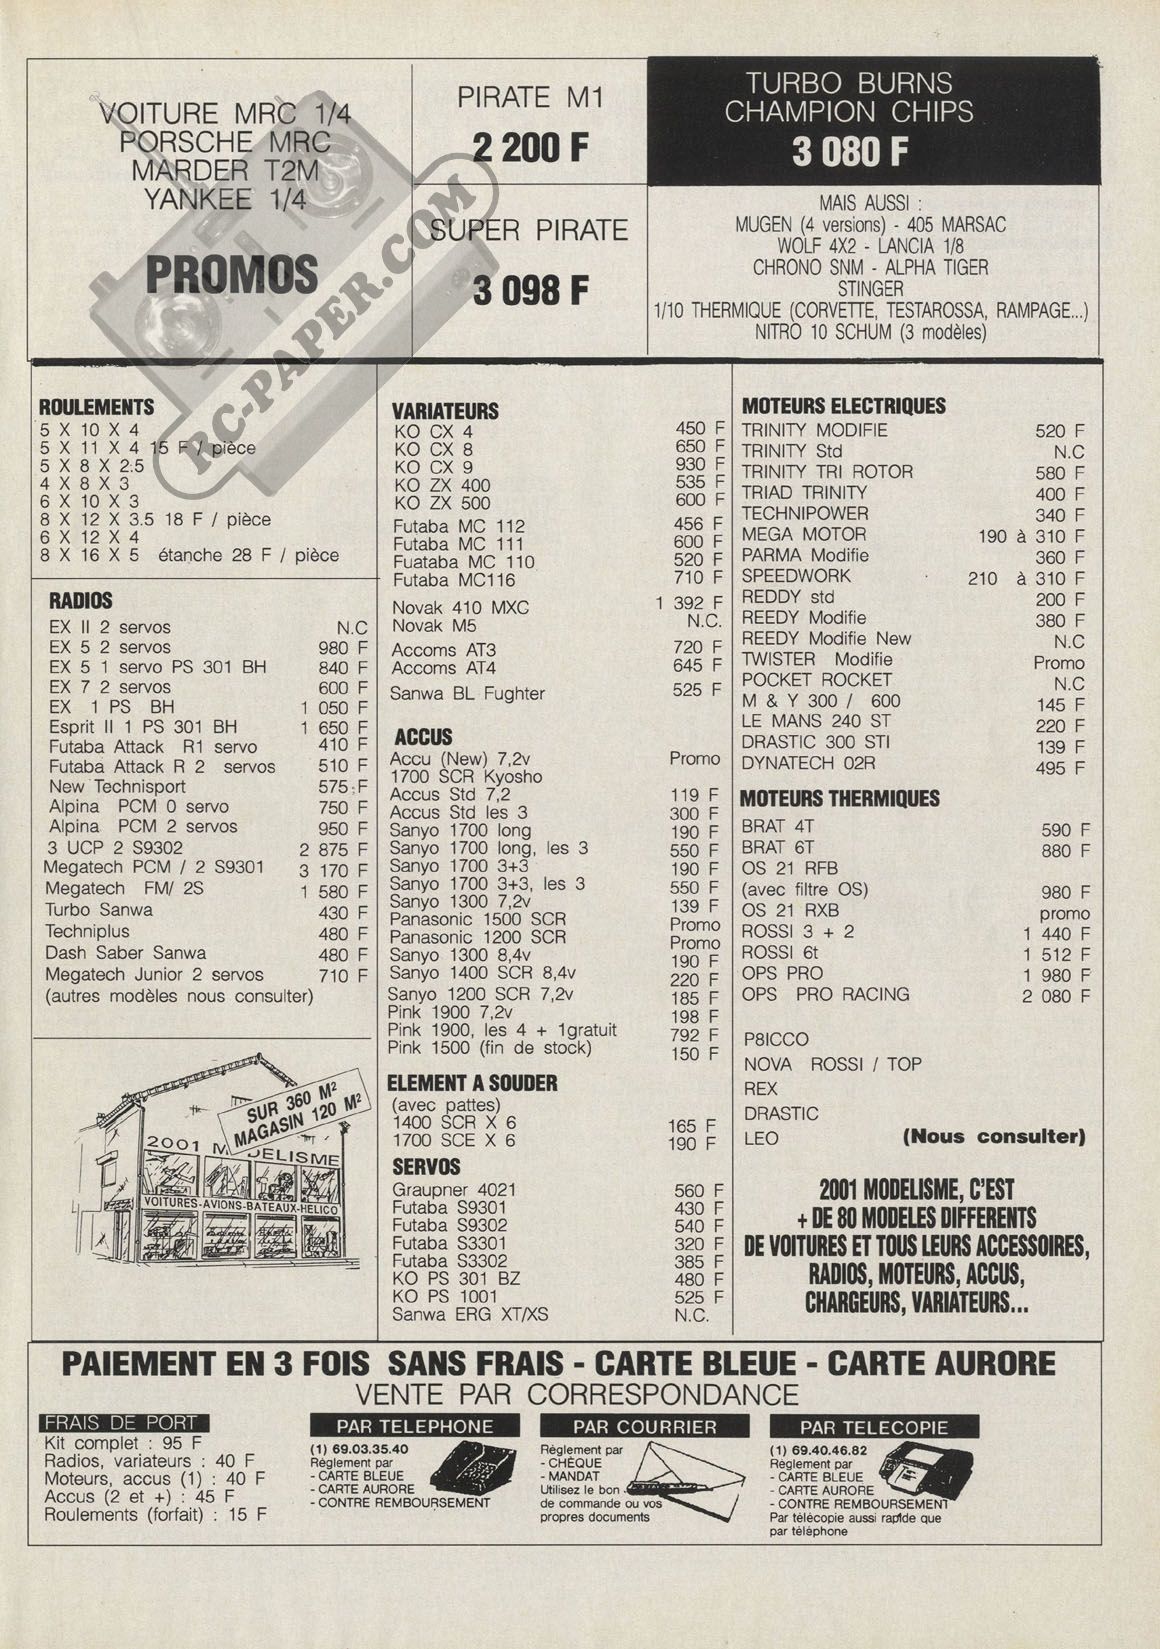 VOITURE MRC 1/4
PORSCHE MRC
MARDER T2M
YANKEE 1/4
PROMOS
PIRATE M1
2 200 F
SUPER PIRATE
3 098 F
TURBO BURNS
CHAMPION CHIPS
3 080 F
MAIS AUSSI :
MUGEN (4 versions) - 405 MARSAC
WOLF 4X2 - LANCIA 1/8
CHRONO SNM - ALPHA TIGER
STINGER
1/10 THERMIQUE (CORVETTE, TESTAROSSA, RAMPAGE...)
NITRO 10 SCHUM (3 modèles)
RC-PAPER.COM
ROULEMENTS
5 X 10 X 4
5 X 11 X 4 15 F / pièce
5 X 8 X 2.5
4 X 8 X 3
6 X 10 X 3
8 X 12 X 3.5 18 F / pièce
6 X 12 X 4
8 X 16 X 5 étanche 28 F / pièce
RADIOS
EX II 2 servos N.C
EX 5 2 servos 980 F
EX 5 1 servo PS 301 BH 840 F
EX 7 2 servos 600 F
EX 1 PS BH 1 050 F
Esprit II 1 PS 301 BH 1 650 F
Futaba Attack R1 servo 410 F
Futaba Attack R 2 servos 510 F
New Technisport 575 F
Alpina PCM 0 servo 750 F
Alpina PCM 2 servos 950 F
3 UCP 2 S9302 2 875 F
Megatech PCM / 2 S9301 3 170 F
Megatech FM/ 2S 1 580 F
Turbo Sanwa 430 F
Techniplus 480 F
Dash Saber Sanwa 480 F
Megatech Junior 2 servos 710 F
(autres modèles nous consulter)
SUR 360 M²
MAGASIN 120 M²
2001 M DELISME
VOITURES-AVIONS-BATEAUX-HELICO
VARIATEURS
KO CX 4 450 F
KO CX 8 650 F
KO CX 9 930 F
KO ZX 400 535 F
KO ZX 500 600 F
Futaba MC 112 456 F
Futaba MC 111 600 F
Fuataba MC 110 520 F
Futaba MC116 710 F
Novak 410 MXC 1 392 F
Novak M5 N.C.
Accoms AT3 720 F
Accoms AT4 645 F
Sanwa BL Fughter 525 F
ACCUS
Accu (New) 7,2v Promo
1700 SCR Kyosho
Accus Std 7,2 119 F
Accus Std les 3 300 F
Sanyo 1700 long 190 F
Sanyo 1700 long, les 3 550 F
Sanyo 1700 3+3 190 F
Sanyo 1700 3+3, les 3 550 F
Sanyo 1300 7,2v 139 F
Panasonic 1500 SCR Promo
Panasonic 1200 SCR Promo
Sanyo 1300 8,4v 190 F
Sanyo 1400 SCR 8,4v 220 F
Sanyo 1200 SCR 7,2v 185 F
Pink 1900 7,2v 198 F
Pink 1900, les 4 + 1gratuit 792 F
Pink 1500 (fin de stock) 150 F
ELEMENT A SOUDER
(avec pattes)
1400 SCR X 6 165 F
1700 SCE X 6 190 F
SERVOS
Graupner 4021 560 F
Futaba S9301 430 F
Futaba S9302 540 F
Futaba S3301 320 F
Futaba S3302 385 F
KO PS 301 BZ 480 F
KO PS 1001 525 F
Sanwa ERG XT/XS N.C.
MOTEURS ELECTRIQUES
TRINITY MODIFIE 520 F
TRINITY Std N.C
TRINITY TRI ROTOR 580 F
TRIAD TRINITY 400 F
TECHNIPOWER 340 F
MEGA MOTOR 190 à 310 F
PARMA Modifie 360 F
SPEEDWORK 210 à 310 F
REDDY std 200 F
REEDY Modifie 380 F
REEDY Modifie New N.C
TWISTER Modifie Promo
POCKET ROCKET N.C
M & Y 300 / 600 145 F
LE MANS 240 ST 220 F
DRASTIC 300 STI 139 F
DYNATECH 02R 495 F
MOTEURS THERMIQUES
BRAT 4T 590 F
BRAT 6T 880 F
OS 21 RFB
(avec filtre OS) 980 F
OS 21 RXB promo
ROSSI 3 + 2 1 440 F
ROSSI 6t 1 512 F
OPS PRO 1 980 F
OPS PRO RACING 2 080 F
P8ICCO
NOVA ROSSI / TOP
REX
DRASTIC
LEO (Nous consulter)
2001 MODELISME, C'EST
+ DE 80 MODELES DIFFERENTS
DE VOITURES ET TOUS LEURS ACCESSOIRES,
RADIOS, MOTEURS, ACCUS,
CHARGEURS, VARIATEURS...
PAIEMENT EN 3 FOIS SANS FRAIS - CARTE BLEUE - CARTE AURORE
VENTE PAR CORRESPONDANCE
FRAIS DE PORT
Kit complet : 95 F
Radios, variateurs : 40 F
Moteurs, accus (1) : 40 F
Accus (2 et +) : 45 F
Roulements (forfait) : 15 F
PAR TELEPHONE
(1) 69.03.35.40
Réglement par
- CARTE BLEUE
- CARTE AURORE
- CONTRE REMBOURSEMENT
PAR COURRIER
Règlement par
- CHÈQUE
- MANDAT
Utilisez le bon
de commande ou vos
propres documents
PAR TELECOPIE
(1) 69.40.46.82
Réglement par
- CARTE BLEUE
- CARTE AURORE
- CONTRE REMBOURSEMENT
Par télécopie aussi rapide que
par téléphone